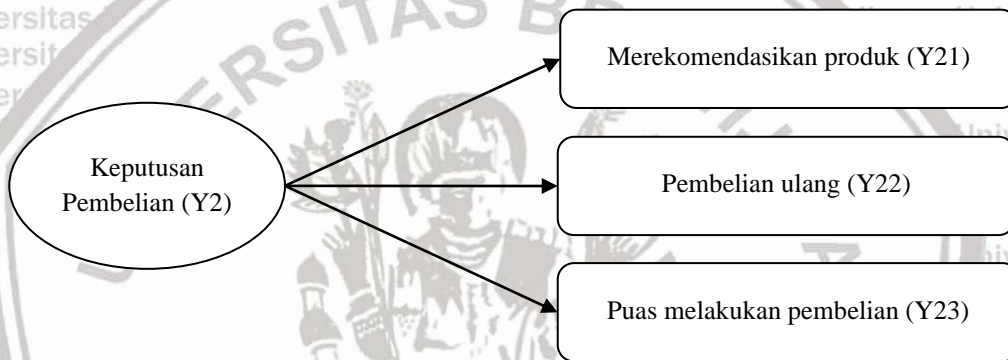 Merekomendasikan produk (Y21)
Keputusan
Pembelian (Y2)
Pembelian ulang (Y22)
Puas melakukan pembelian (Y23)